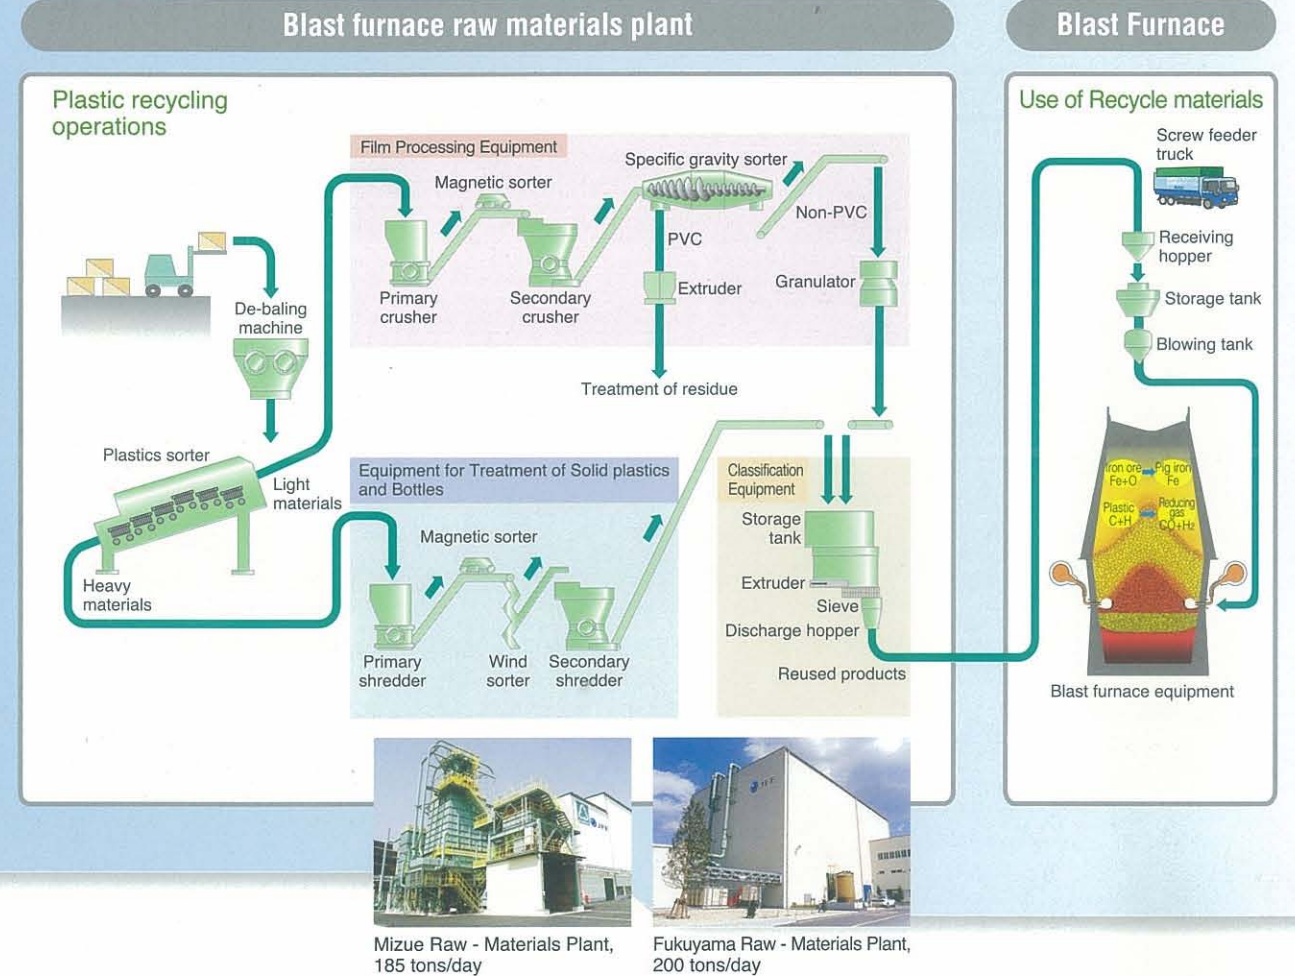 Blast furnace raw materials plant
Plastic recycling
operations
Film Processing Equipment
Magnetic sorter
Specific gravity sorter
Non-PVC
PVC
Extruder
Granulator
Primary
crusher
Secondary
crusher
Treatment of residue
De-baling
machine
Plastics sorter
Light
materials
Heavy
materials
Equipment for Treatment of Solid plastics
and Bottles
Magnetic sorter
Primary
shredder
Wind
sorter
Secondary
shredder
Classification
Equipment
Storage
tank
Extruder
Sieve
Discharge hopper
Reused products
JFE
JFE
Mizue Raw - Materials Plant,
185 tons/day
Fukuyama Raw - Materials Plant,
200 tons/day
Blast Furnace
Use of Recycle materials
Screw feeder
truck
Receiving
hopper
Storage tank
Blowing tank
Iron ore
Fe+O
Pig iron
Fe
Plastic
C+H
Reducing
gas
CO+H2
Blast furnace equipment